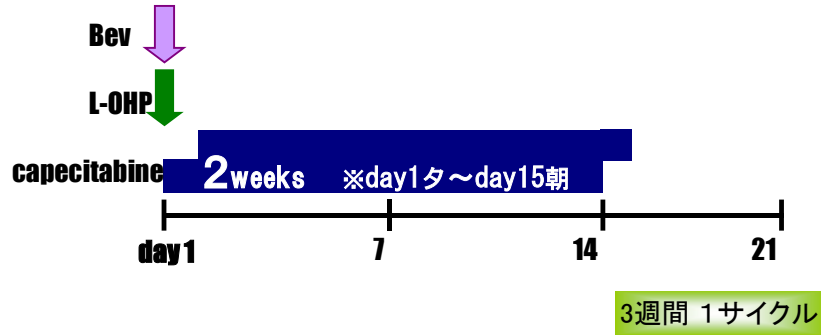 Bev
L-OHP
capecitabine 2weeks ※day1夕～day15朝
day1 7 14 21
3週間 1サイクル